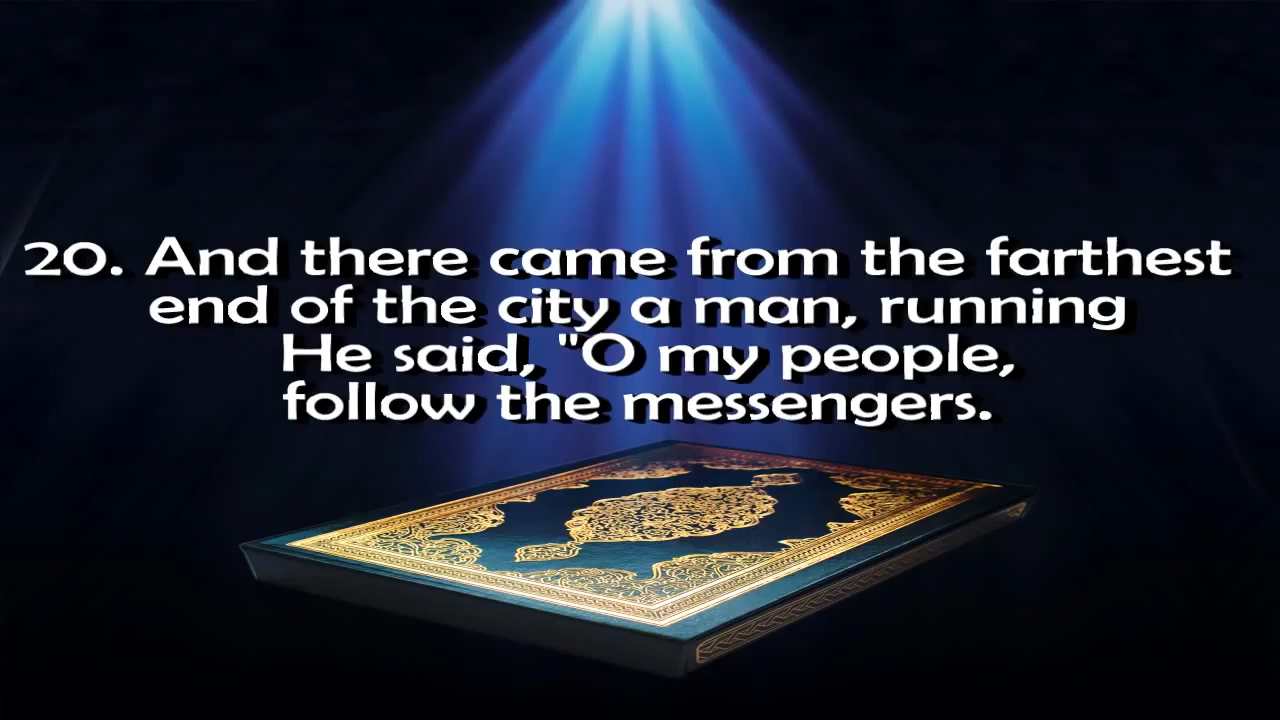 20. And there came from the farthest
end of the city a man, running
He said, "O my people,
follow the messengers.